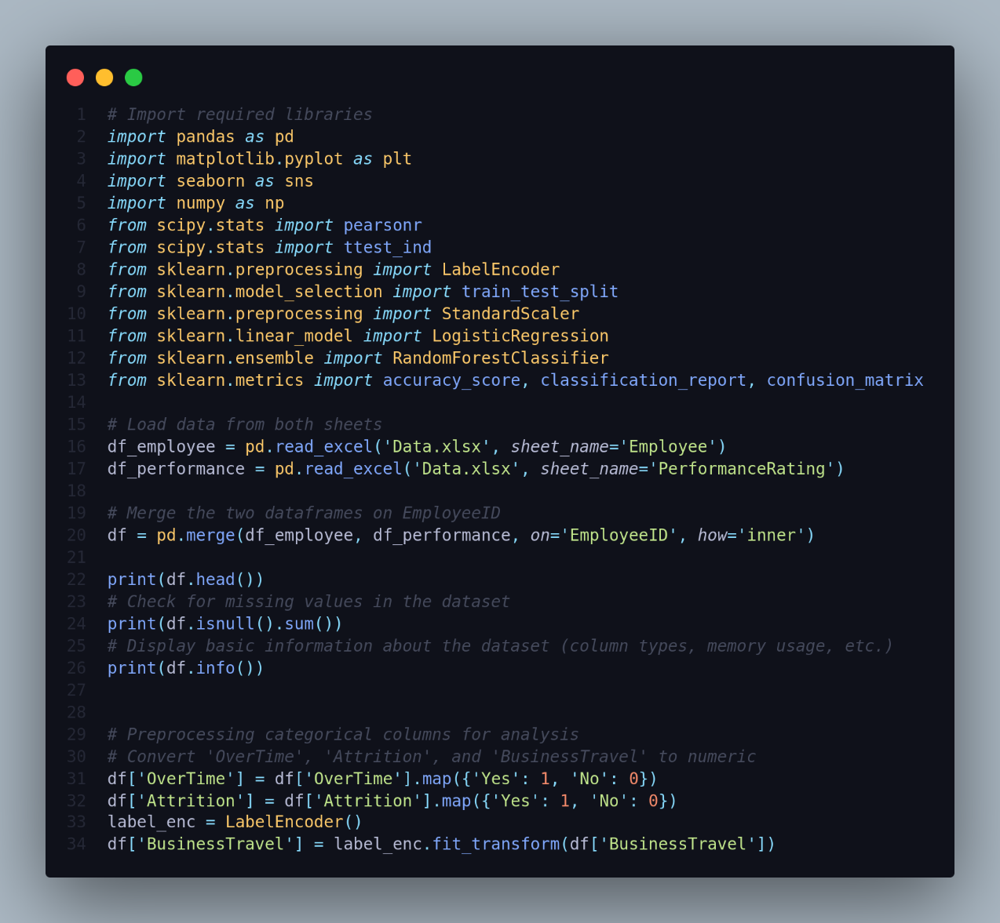 1 # Import required libraries
2 import pandas as pd
3 import matplotlib.pyplot as plt
4 import seaborn as sns
5 import numpy as np
6 from scipy.stats import pearsonr
7 from scipy.stats import ttest_ind
8 from sklearn.preprocessing import LabelEncoder
9 from sklearn.model_selection import train_test_split
10 from sklearn.preprocessing import StandardScaler
11 from sklearn.linear_model import LogisticRegression
12 from sklearn.ensemble import RandomForestClassifier
13 from sklearn.metrics import accuracy_score, classification_report, confusion_matrix
14
15 # Load data from both sheets
16 df_employee = pd.read_excel('Data.xlsx', sheet_name='Employee')
17 df_performance = pd.read_excel('Data.xlsx', sheet_name='PerformanceRating')
18
19 # Merge the two dataframes on EmployeeID
20 df = pd.merge(df_employee, df_performance, on='EmployeeID', how='inner')
21
22 print(df.head())
23 # Check for missing values in the dataset
24 print(df.isnull().sum())
25 # Display basic information about the dataset (column types, memory usage, etc.)
26 print(df.info())
27
28
29 # Preprocessing categorical columns for analysis
30 # Convert 'OverTime', 'Attrition', and 'BusinessTravel' to numeric
31 df['OverTime'] = df['OverTime'].map({'Yes': 1, 'No': 0})
32 df['Attrition'] = df['Attrition'].map({'Yes': 1, 'No': 0})
33 label_enc = LabelEncoder()
34 df['BusinessTravel'] = label_enc.fit_transform(df['BusinessTravel'])